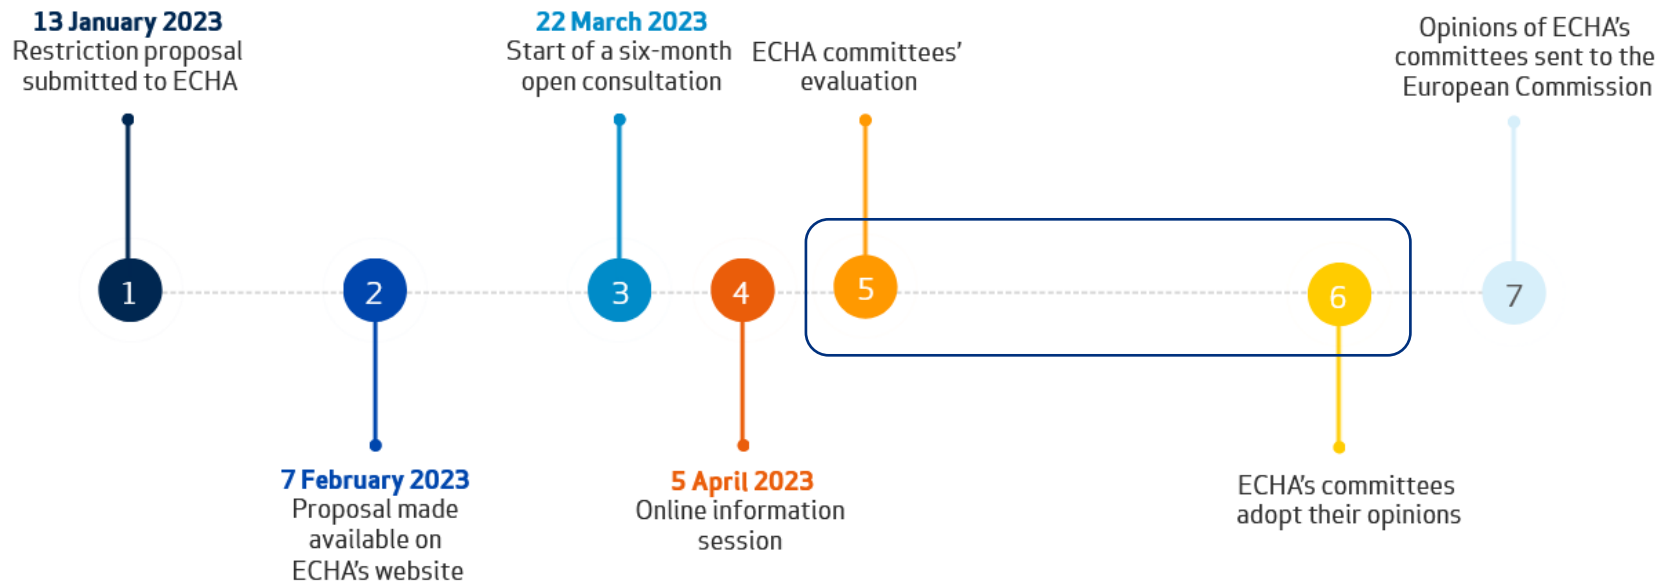 13 January 2023
Restriction proposal
submitted to ECHA
22 March 2023
Start of a six-month
open consultation
ECHA committees’
evaluation
Opinions of ECHA’s
committees sent to the
European Commission
1
2
3
4
5
6
7
7 February 2023
Proposal made
available on
ECHA’s website
5 April 2023
Online information
session
ECHA’s committees
adopt their opinions